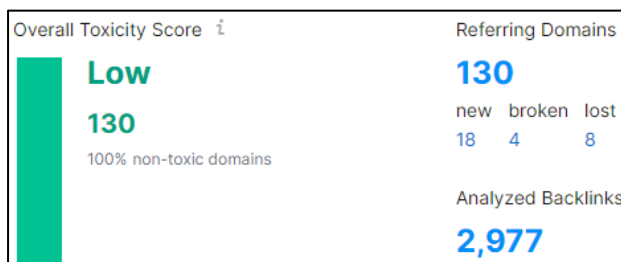 Overall Toxicity Score i
Low
130
100% non-toxic domains
Referring Domains
130
new broken lost
18 4 8
Analyzed Backlinks
2,977